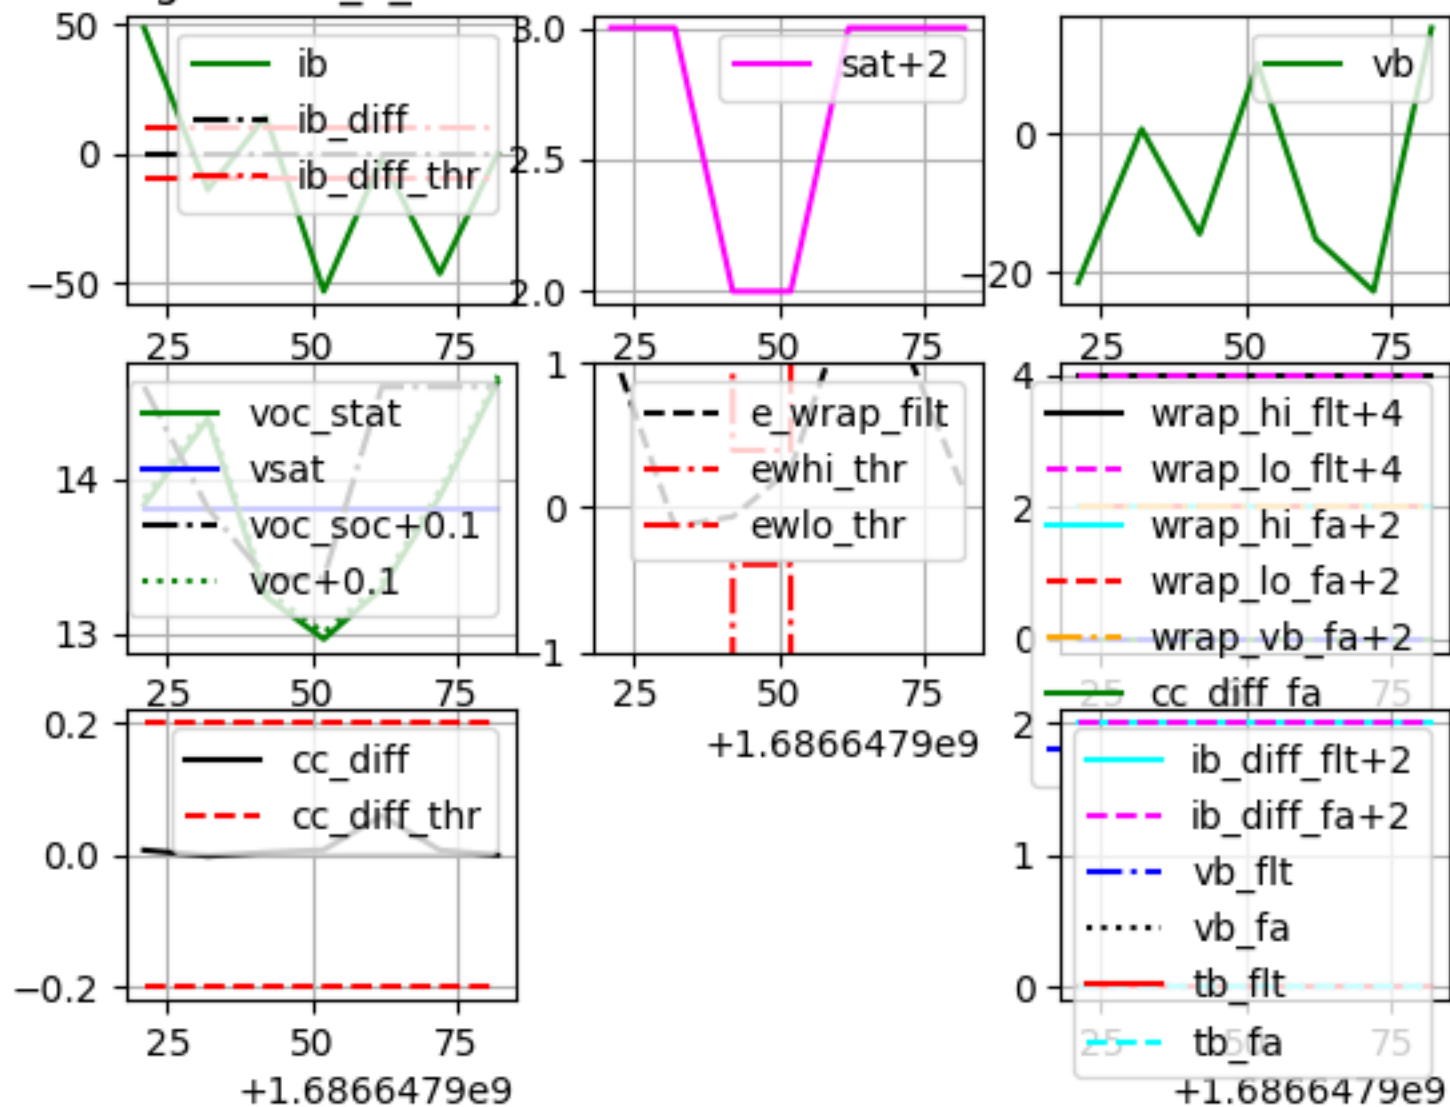 50
0
−50
ib
ib_diff
ib_diff_thr
25 50 75
3.0
2.5
2.0
sat+2
25 50 75
0
−20
vb
25 50 75
14
13
voc_stat
vsat
voc_soc+0.1
voc+0.1
25 50 75
1
0
−1
e_wrap_filt
ewhi_thr
ewlo_thr
25 50 75
+1.6866479e9
4
2
0
wrap_hi_flt+4
wrap_lo_flt+4
wrap_hi_fa+2
wrap_lo_fa+2
wrap_vb_fa+2
cc_diff_fa
25 75
0.2
0.0
−0.2
cc_diff
cc_diff_thr
25 50 75
+1.6866479e9
2
1
0
ib_diff_flt+2
ib_diff_fa+2
vb_flt
vb_fa
tb_flt
tb_fa
25 50 75
+1.6866479e9